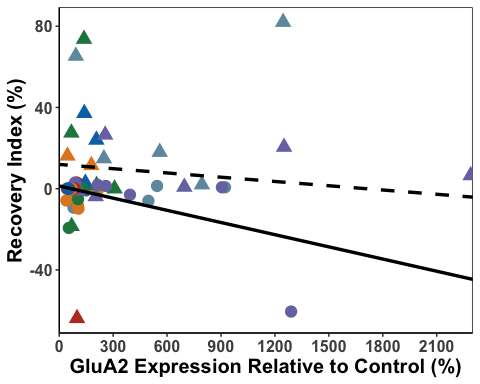 Recovery Index (%)
80
40
0
-40
0 300 600 900 1200 1500 1800 2100
GluA2 Expression Relative to Control (%)